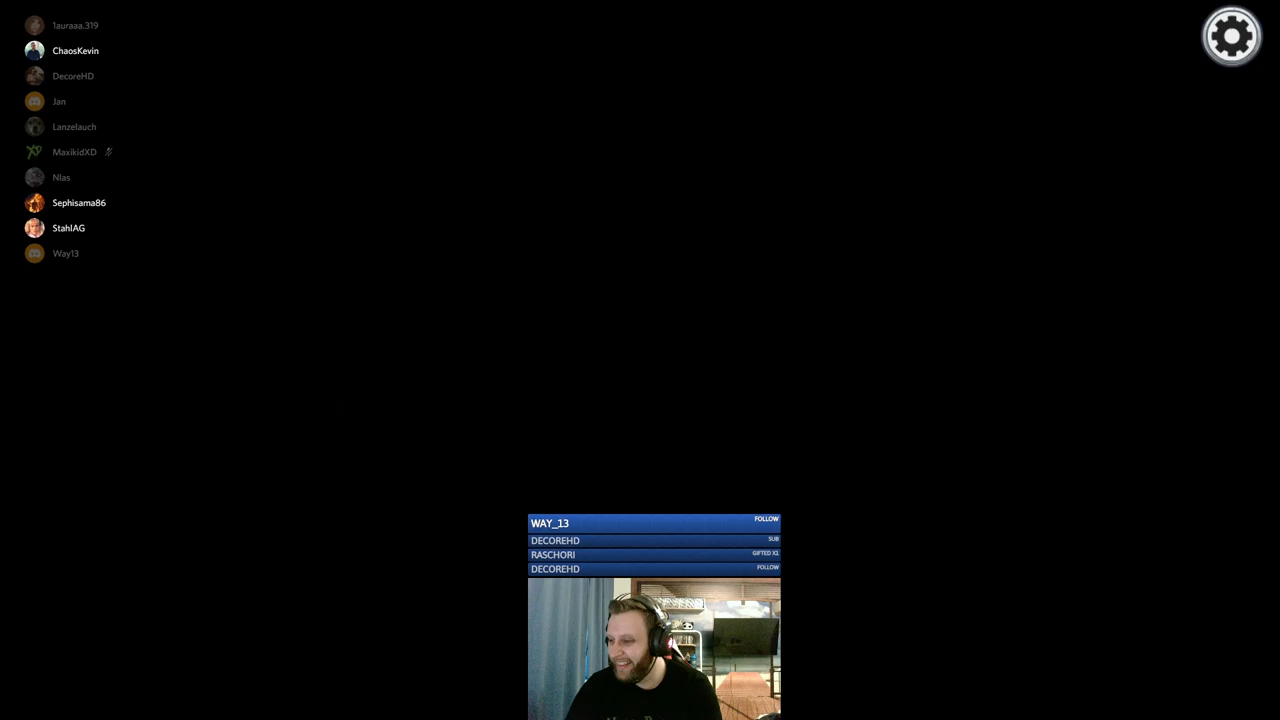 1auraaa.319
ChaosKevin
DecoreHD
Jan
Lanzelauch
MaxikidXD
Nlas
Sephisama86
StahlAG
Way13
WAY_13 FOLLOW
DECOREHD SUB
RASCHORI GIFTED X1
DECOREHD FOLLOW